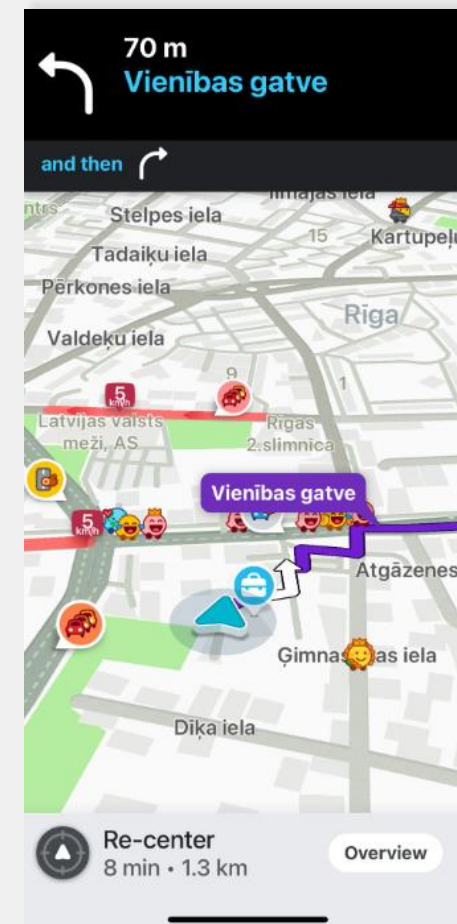 70 m
Vienības gatve
and then
Stelpes iela
15
Kartupeļu
Tadaiķu iela
Pērkones iela
Rīga
Valdeķu iela
9
1
5
km/h
Latvijas valsts
meži, AS
Rīgas
2.slimnīca
Vienības gatve
5
km/h
Atgāzenes
iela
Dīķa iela
Re-center
8 min • 1.3 km
Overview